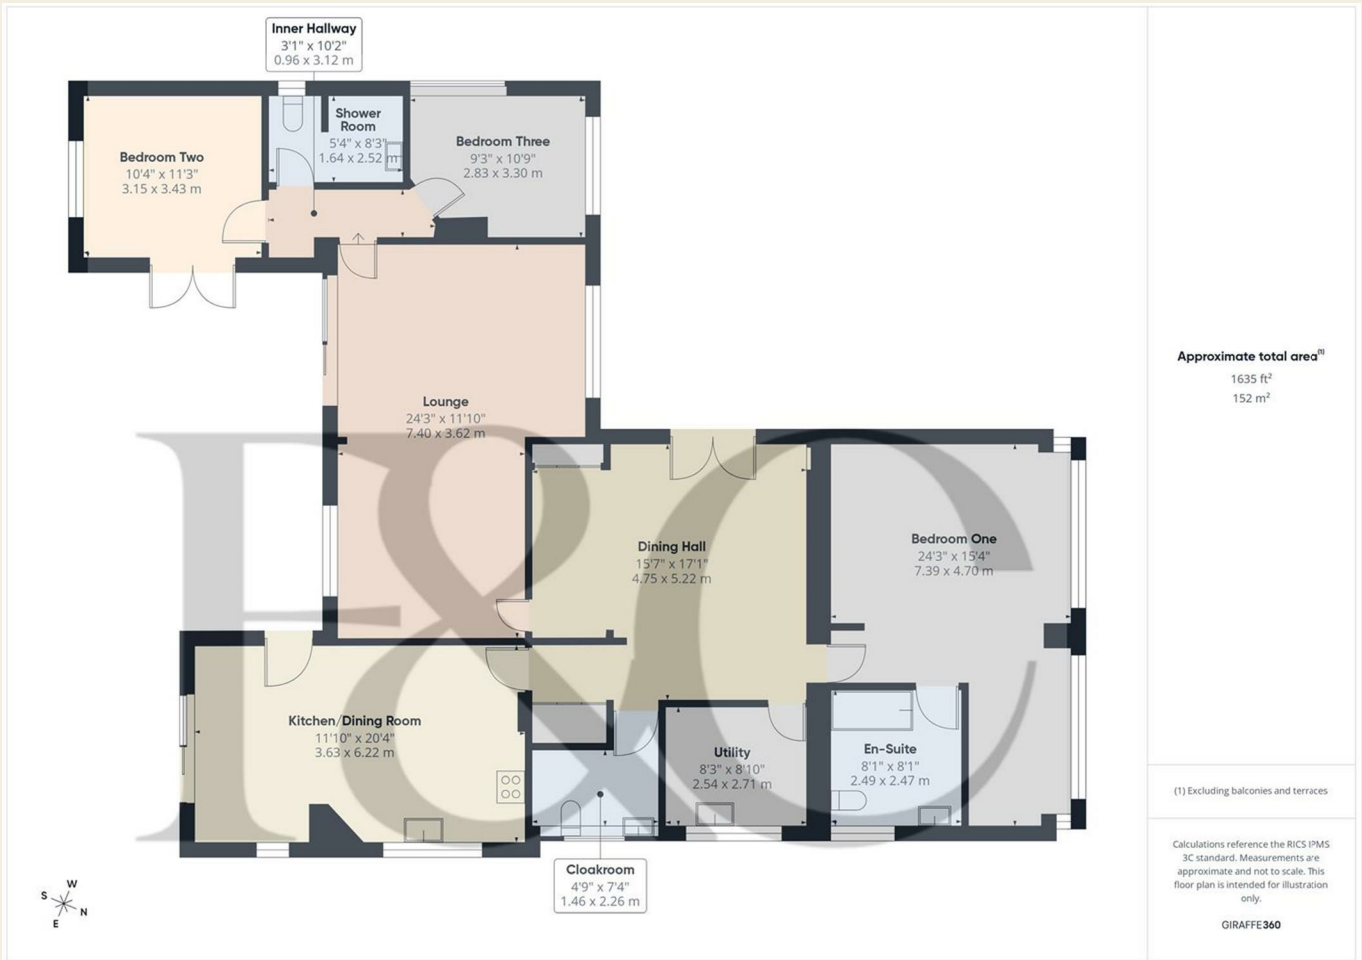 Inner Hallway
3'1" x 10'2"
0.96 x 3.12 m
Bedroom Two
10'4" x 11'3"
3.15 x 3.43 m
Shower
Room
5'4" x 8'3"
1.64 x 2.52 m
Bedroom Three
9'3" x 10'9"
2.83 x 3.30 m
Lounge
24'3" x 11'10"
7.40 x 3.62 m
Dining Hall
15'7" x 17'1"
4.75 x 5.22 m
Bedroom One
24'3" x 15'4"
7.39 x 4.70 m
Kitchen/Dining Room
11'10" x 20'4"
3.63 x 6.22 m
Utility
8'3" x 8'10"
2.54 x 2.71 m
En-Suite
8'1" x 8'1"
2.49 x 2.47 m
Cloakroom
4'9" x 7'4"
1.46 x 2.26 m
F&C
W
S
N
E
Approximate total area(1)
1635 ft²
152 m²
(1) Excluding balconies and terraces
Calculations reference the RICS IPMS
3C standard. Measurements are
approximate and not to scale. This
floor plan is intended for illustration
only.
GIRAFFE360